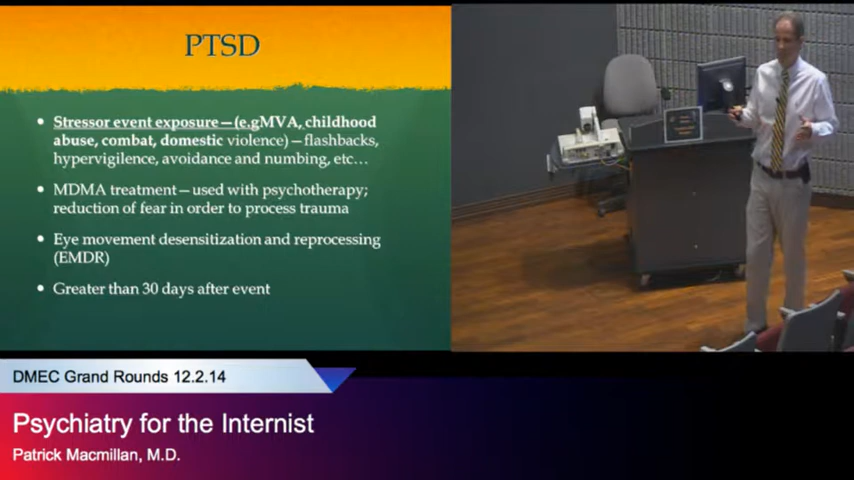 PTSD
• Stressor event exposure—(e.gMVA, childhood
abuse, combat, domestic violence)—flashbacks,
hypervigilence, avoidance and numbing, etc…
• MDMA treatment—used with psychotherapy;
reduction of fear in order to process trauma
• Eye movement desensitization and reprocessing
(EMDR)
• Greater than 30 days after event
DMEC Grand Rounds 12.2.14
Psychiatry for the Internist
Patrick Macmillan, M.D.